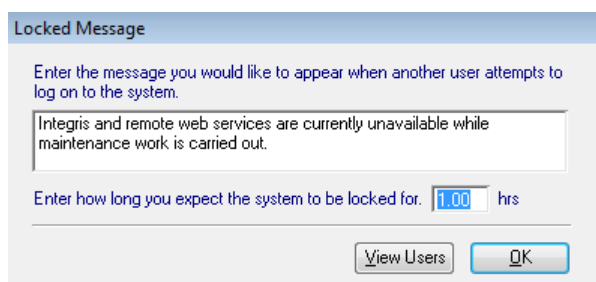 Locked Message
Enter the message you would like to appear when another user attempts to
log on to the system.
Integris and remote web services are currently unavailable while
maintenance work is carried out.
Enter how long you expect the system to be locked for. 1.00 hrs
View Users OK